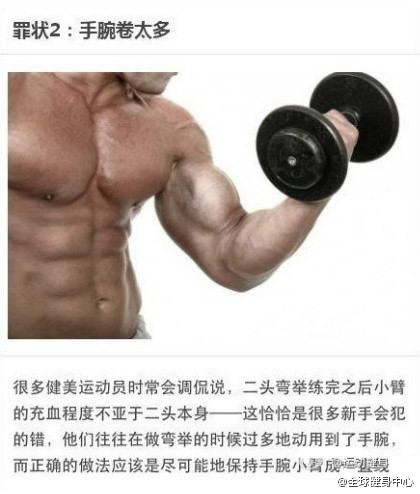 罪状2：手腕卷太多
很多健美运动员时常会调侃说，二头弯举练完之后小臂
的充血程度不亚于二头本身——这恰恰是很多新手会犯
的错，他们往往在做弯举的时候过多地动用到了手腕，
而正确的做法应该是尽可能地保持手腕小臂成一直线
@全球健身中心